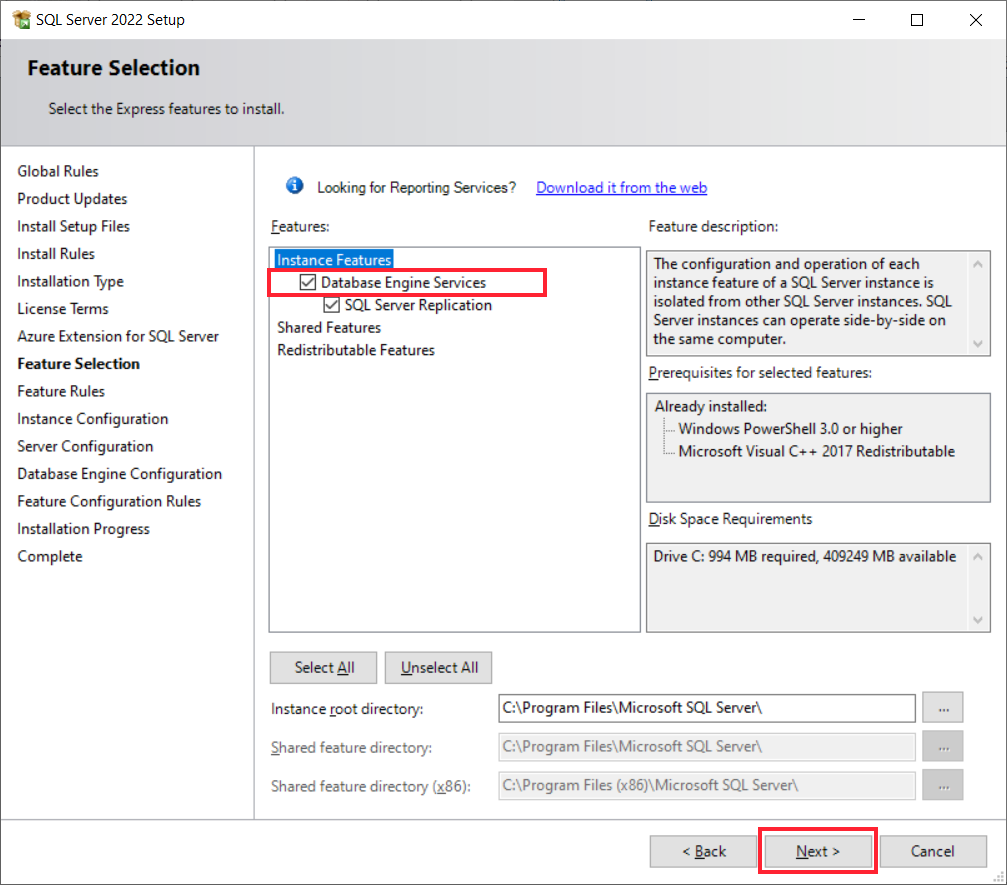 SQL Server 2022 Setup
Feature Selection
Select the Express features to install.
Global Rules
Product Updates
Install Setup Files
Install Rules
Installation Type
License Terms
Azure Extension for SQL Server
Feature Selection
Feature Rules
Instance Configuration
Server Configuration
Database Engine Configuration
Feature Configuration Rules
Installation Progress
Complete
Looking for Reporting Services? Download it from the web
Features:
Instance Features
Database Engine Services
SQL Server Replication
Shared Features
Redistributable Features
Feature description:
The configuration and operation of each
instance feature of a SQL Server instance is
isolated from other SQL Server instances. SQL
Server instances can operate side-by-side on
the same computer.
Prerequisites for selected features:
Already installed:
Windows PowerShell 3.0 or higher
Microsoft Visual C++ 2017 Redistributable
Disk Space Requirements
Drive C: 994 MB required, 409249 MB available
Select All Unselect All
Instance root directory: C:\Program Files\Microsoft SQL Server\ ...
Shared feature directory: C:\Program Files\Microsoft SQL Server\ ...
Shared feature directory (x86): C:\Program Files (x86)\Microsoft SQL Server\ ...
< Back Next > Cancel